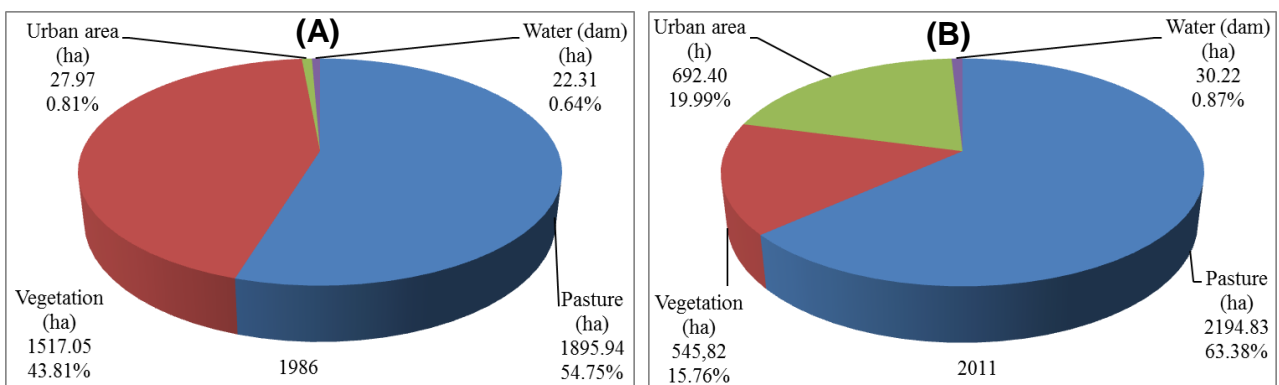 (A)
Urban area
(ha)
27.97
0.81%
Water (dam)
(ha)
22.31
0.64%
Vegetation
(ha)
1517.05
43.81%
1986
Pasture
(ha)
1895.94
54.75%
(B)
Urban area
(h)
692.40
19.99%
Water (dam)
(ha)
30.22
0.87%
Vegetation
(ha)
545,82
15.76%
2011
Pasture
(ha)
2194.83
63.38%